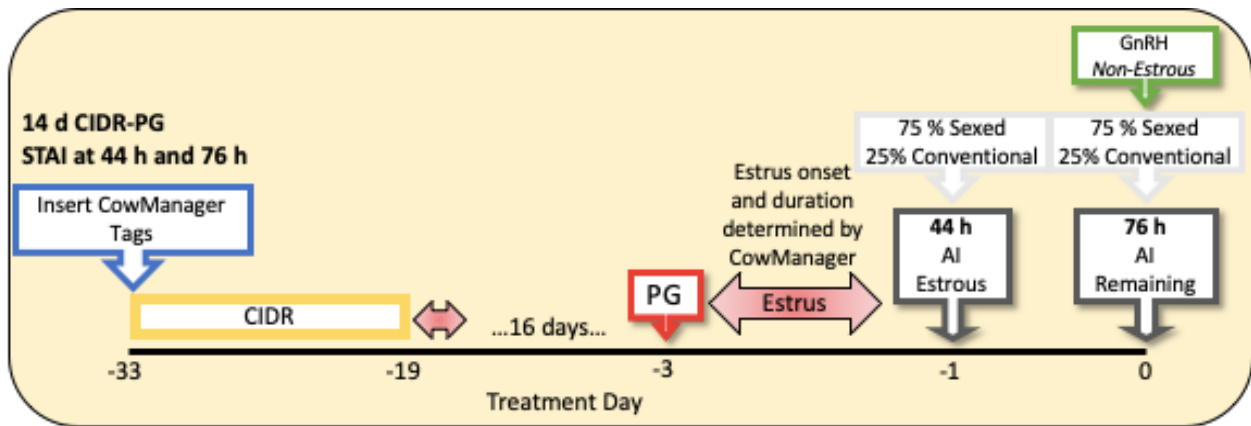 GnRH
Non-Estrous
14 d CIDR-PG
STAI at 44 h and 76 h
75 % Sexed
25% Conventional
75 % Sexed
25% Conventional
Insert CowManager
Tags
Estrus onset
and duration
determined by
CowManager
44 h
AI
Estrous
76 h
AI
Remaining
CIDR
...16 days...
PG
Estrus
-33
-19
-3
-1
0
Treatment Day